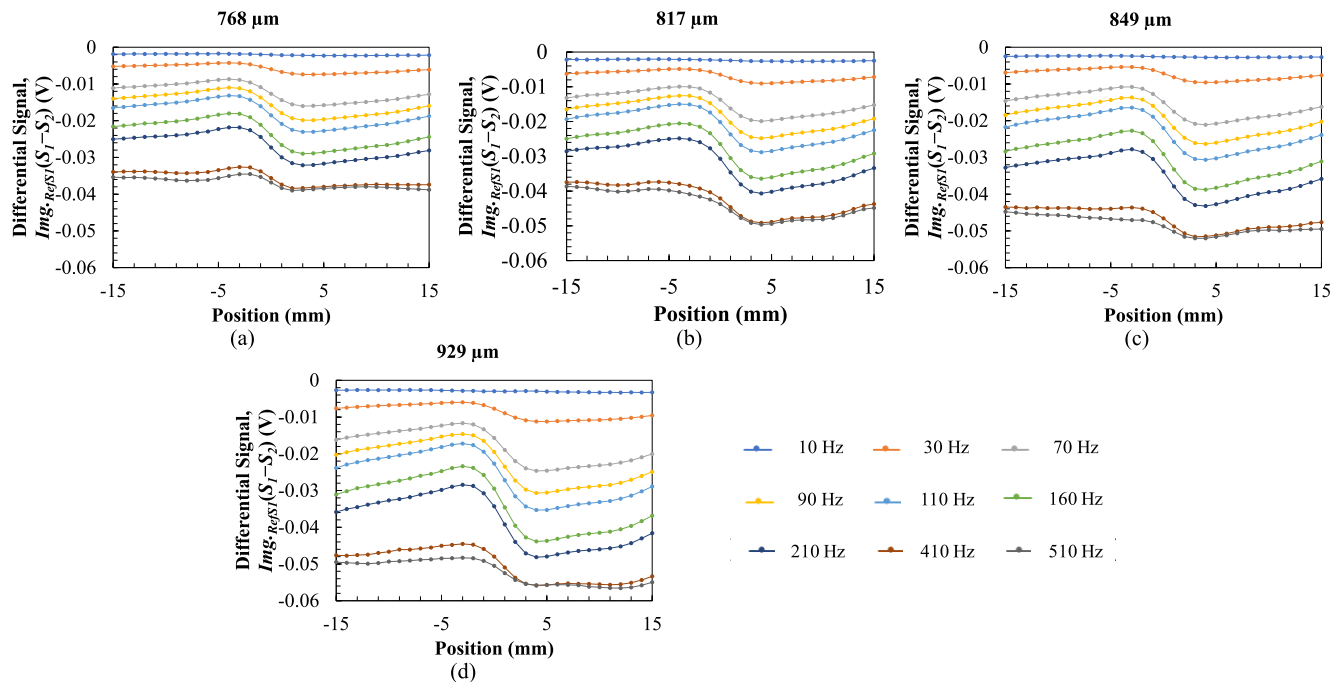 768 µm
Differential Signal,
Img.RefS1(S1−S2) (V)
0
-0.01
-0.02
-0.03
-0.04
-0.05
-0.06
-15
-5
5
15
Position (mm)
(a)
817 µm
Differential Signal,
Img.RefS1(S1−S2) (V)
0
-0.01
-0.02
-0.03
-0.04
-0.05
-0.06
-15
-5
5
15
Position (mm)
(b)
849 µm
Differential Signal,
Img.RefS1(S1−S2) (V)
0
-0.01
-0.02
-0.03
-0.04
-0.05
-0.06
-15
-5
5
15
Position (mm)
(c)
929 µm
Differential Signal,
Img.RefS1(S1−S2) (V)
0
-0.01
-0.02
-0.03
-0.04
-0.05
-0.06
-15
-5
5
15
Position (mm)
(d)
10 Hz
30 Hz
70 Hz
90 Hz
110 Hz
160 Hz
210 Hz
410 Hz
510 Hz